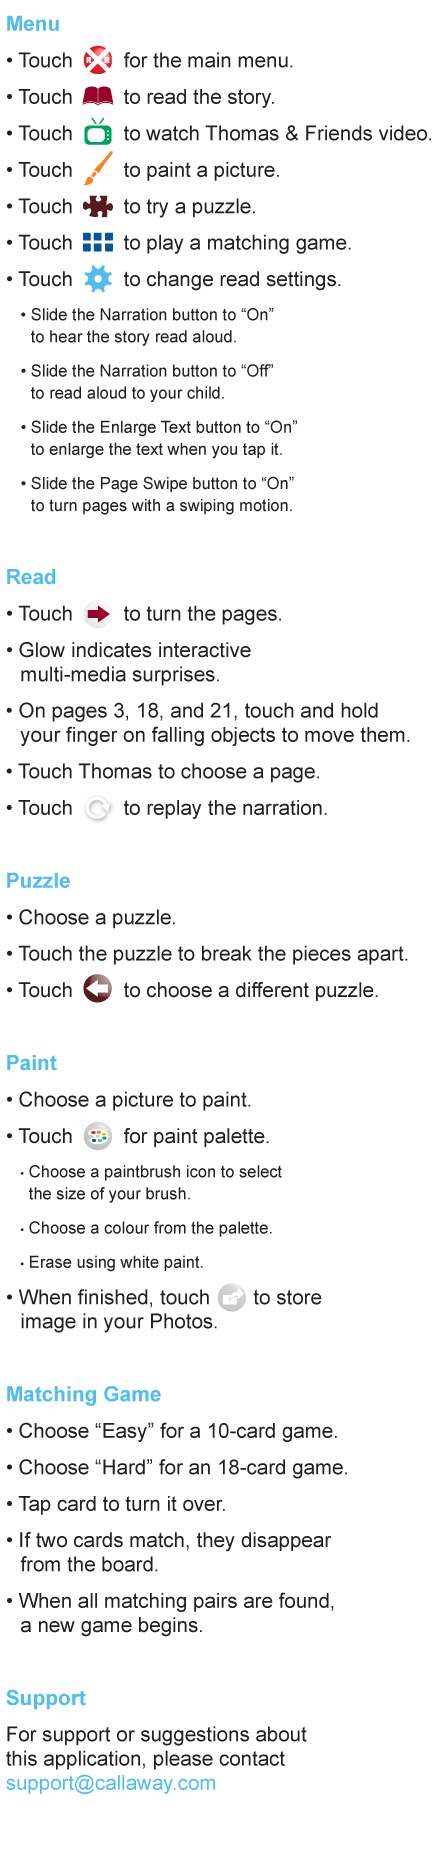 Menu
• Touch for the main menu.
• Touch to read the story.
• Touch to watch Thomas & Friends video.
• Touch to paint a picture.
• Touch to try a puzzle.
• Touch to play a matching game.
• Touch to change read settings.
• Slide the Narration button to “On”
to hear the story read aloud.
• Slide the Narration button to “Off”
to read aloud to your child.
• Slide the Enlarge Text button to “On”
to enlarge the text when you tap it.
• Slide the Page Swipe button to “On”
to turn pages with a swiping motion.
Read
• Touch to turn the pages.
• Glow indicates interactive
multi-media surprises.
• On pages 3, 18, and 21, touch and hold
your finger on falling objects to move them.
• Touch Thomas to choose a page.
• Touch to replay the narration.
Puzzle
• Choose a puzzle.
• Touch the puzzle to break the pieces apart.
• Touch to choose a different puzzle.
Paint
• Choose a picture to paint.
• Touch for paint palette.
• Choose a paintbrush icon to select
the size of your brush.
• Choose a colour from the palette.
• Erase using white paint.
• When finished, touch to store
image in your Photos.
Matching Game
• Choose “Easy” for a 10-card game.
• Choose “Hard” for an 18-card game.
• Tap card to turn it over.
• If two cards match, they disappear
from the board.
• When all matching pairs are found,
a new game begins.
Support
For support or suggestions about
this application, please contact
support@callaway.com